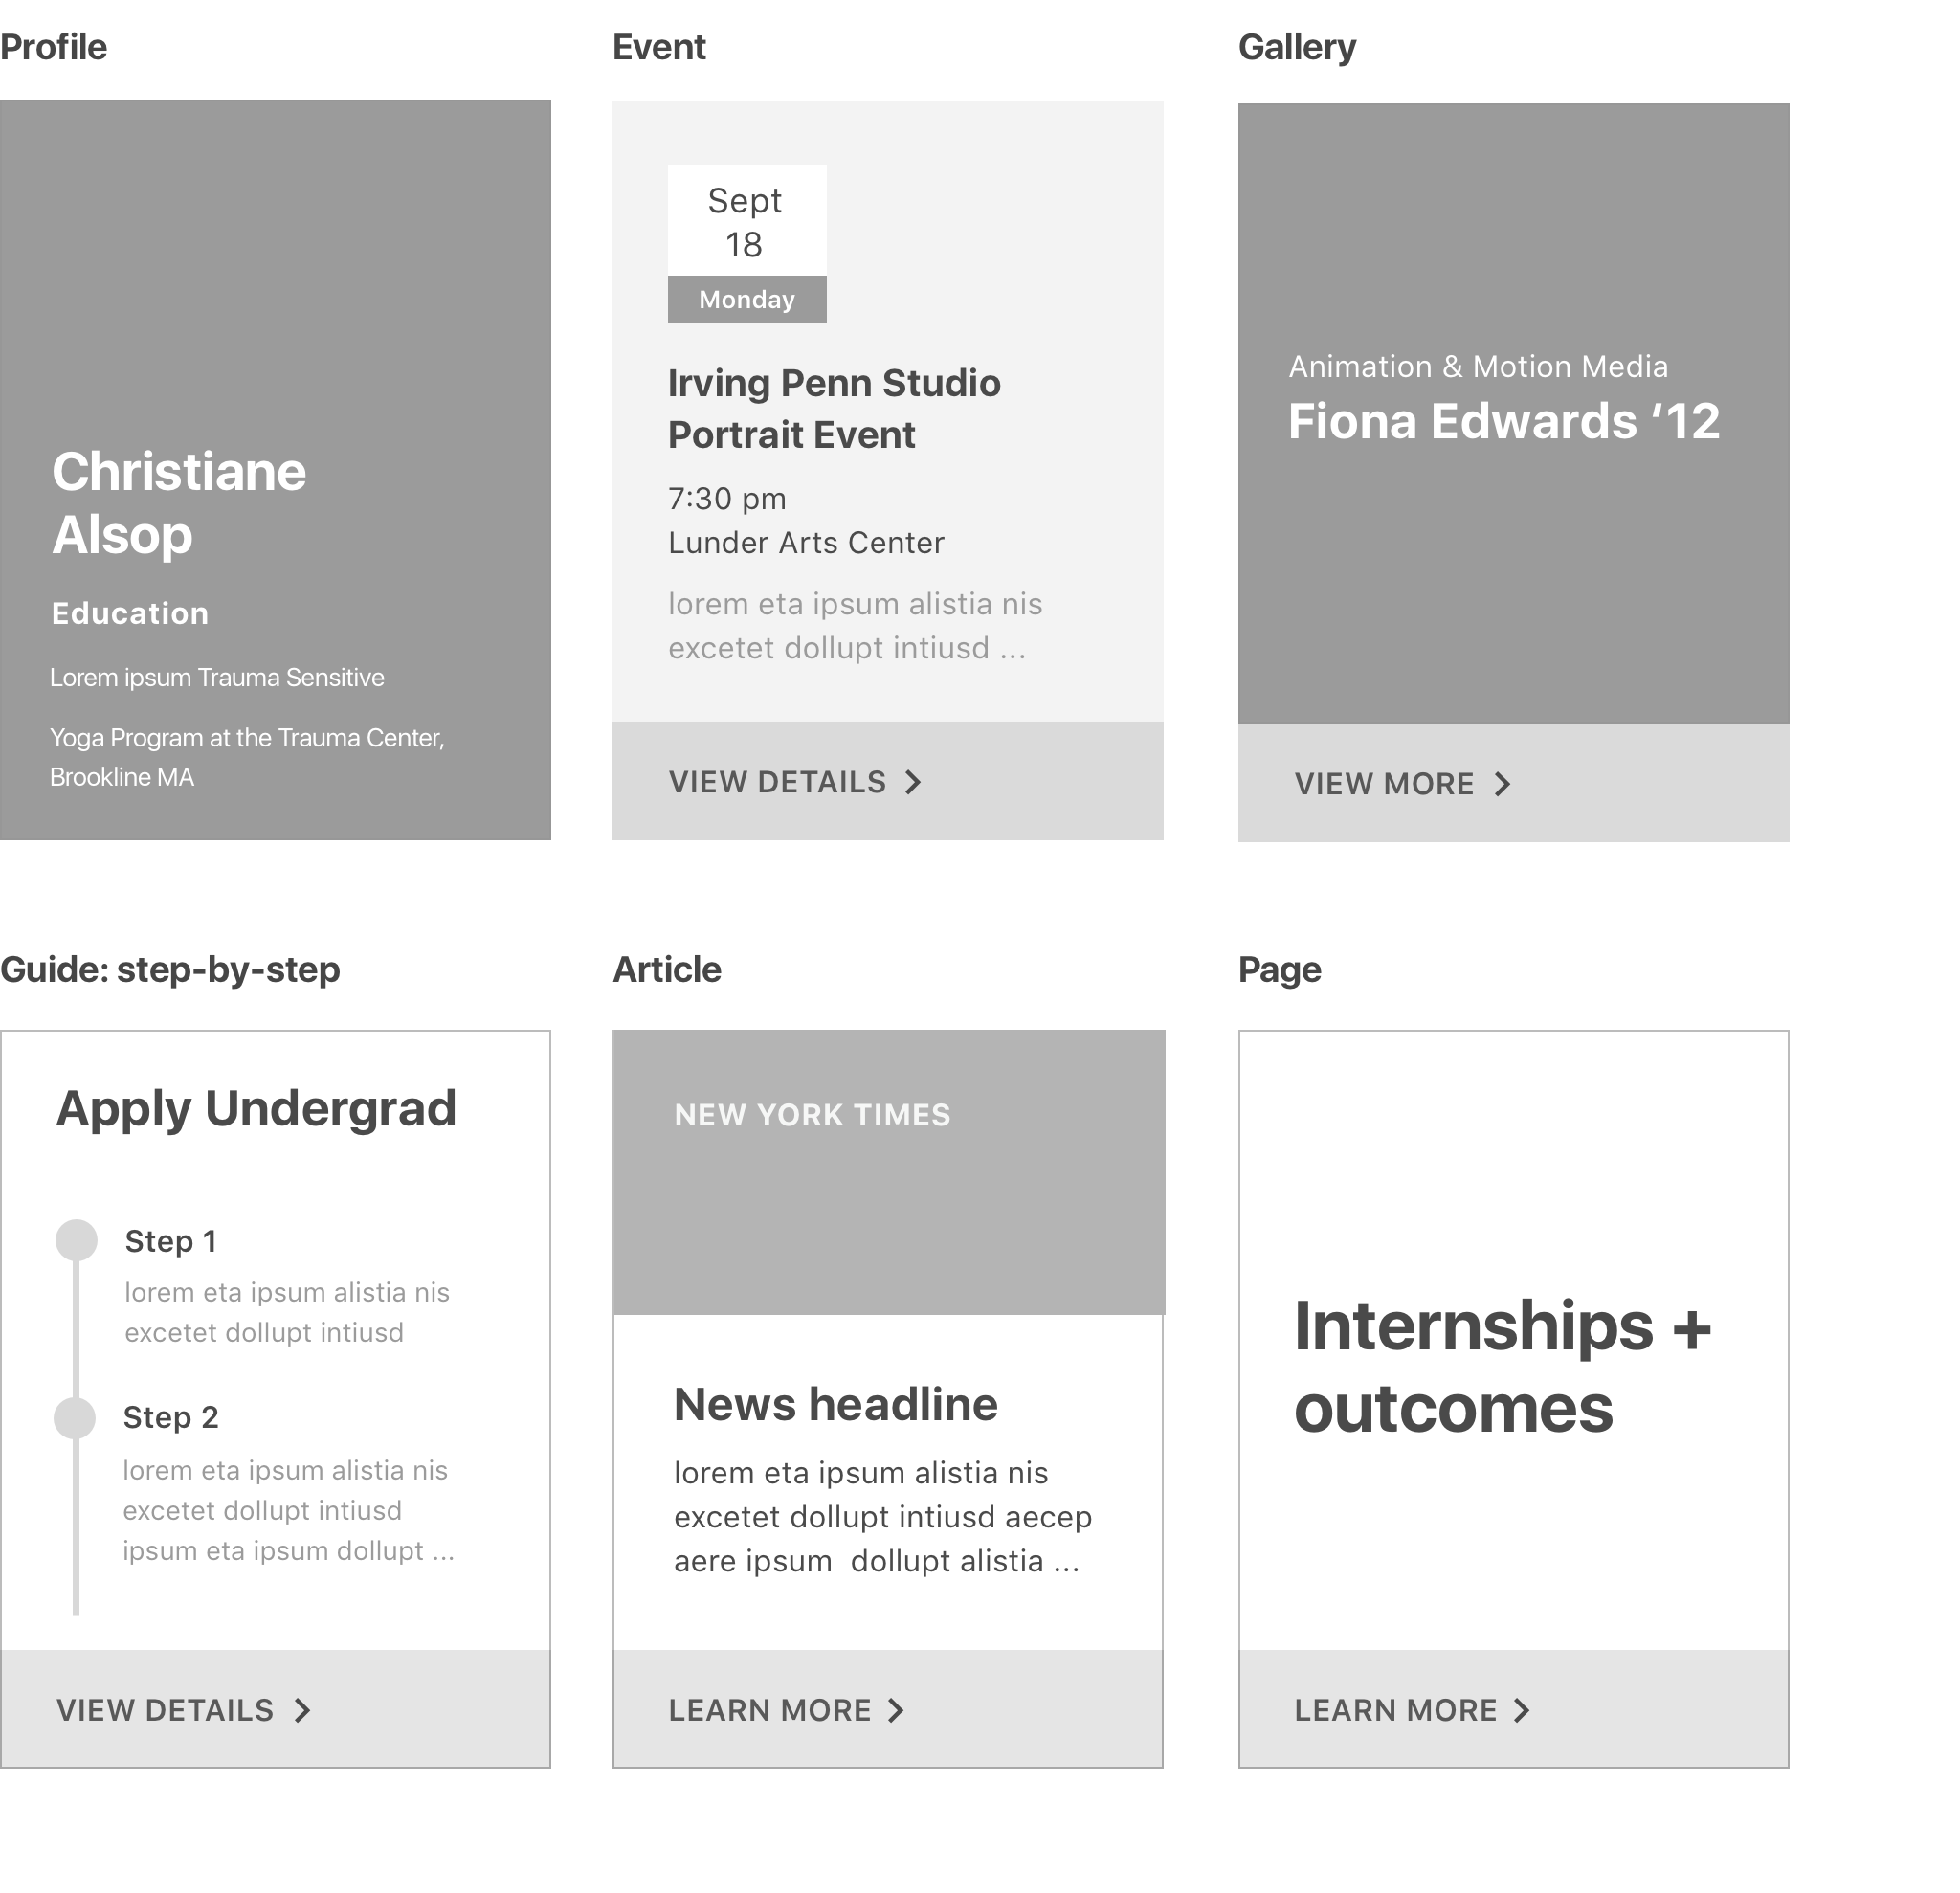 Profile
Christiane
Alsop
Education
Lorem ipsum Trauma Sensitive
Yoga Program at the Trauma Center,
Brookline MA
Event
Sept
18
Monday
Irving Penn Studio
Portrait Event
7:30 pm
Lunder Arts Center
lorem eta ipsum alistia nis
excetet dollupt intiusd ...
VIEW DETAILS
Gallery
Animation & Motion Media
Fiona Edwards ‘12
VIEW MORE
Guide: step-by-step
Apply Undergrad
Step 1
lorem eta ipsum alistia nis
excetet dollupt intiusd
Step 2
lorem eta ipsum alistia nis
excetet dollupt intiusd
ipsum eta ipsum dollupt ...
VIEW DETAILS
Article
NEW YORK TIMES
News headline
lorem eta ipsum alistia nis
excetet dollupt intiusd aecep
aere ipsum  dollupt alistia ...
LEARN MORE
Page
Internships +
outcomes
LEARN MORE